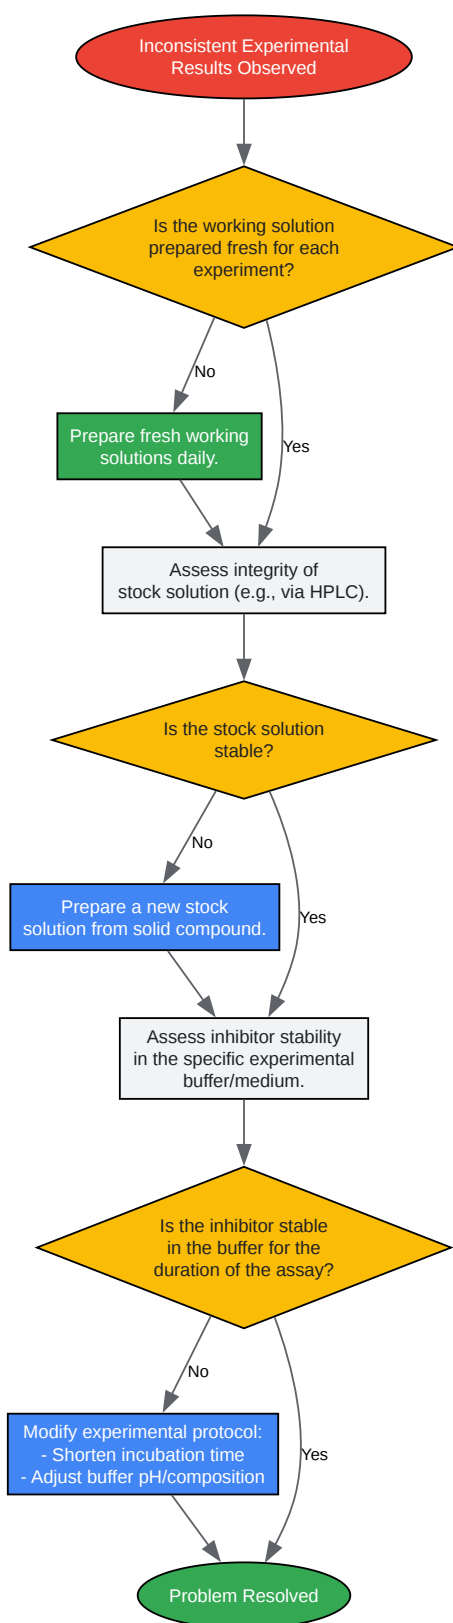 Inconsistent Experimental
Results Observed
Is the working solution
prepared fresh for each
experiment?
No
Yes
Prepare fresh working
solutions daily.
Assess integrity of
stock solution (e.g., via HPLC).
Is the stock solution
stable?
No
Yes
Prepare a new stock
solution from solid compound.
Assess inhibitor stability
in the specific experimental
buffer/medium.
Is the inhibitor stable
in the buffer for the
duration of the assay?
No
Yes
Modify experimental protocol:
- Shorten incubation time
- Adjust buffer pH/composition
Problem Resolved